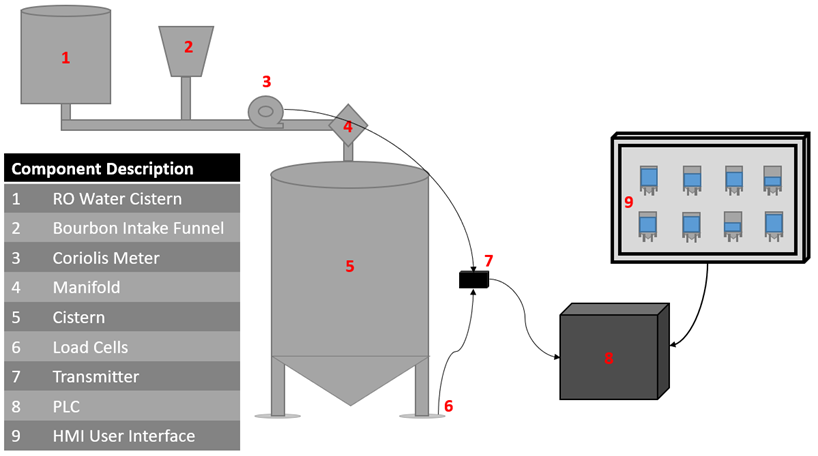 1
2
3
4
Component Description
1 RO Water Cistern
2 Bourbon Intake Funnel
3 Coriolis Meter
4 Manifold
5 Cistern
6 Load Cells
7 Transmitter
8 PLC
9 HMI User Interface
5
6
7
8
9